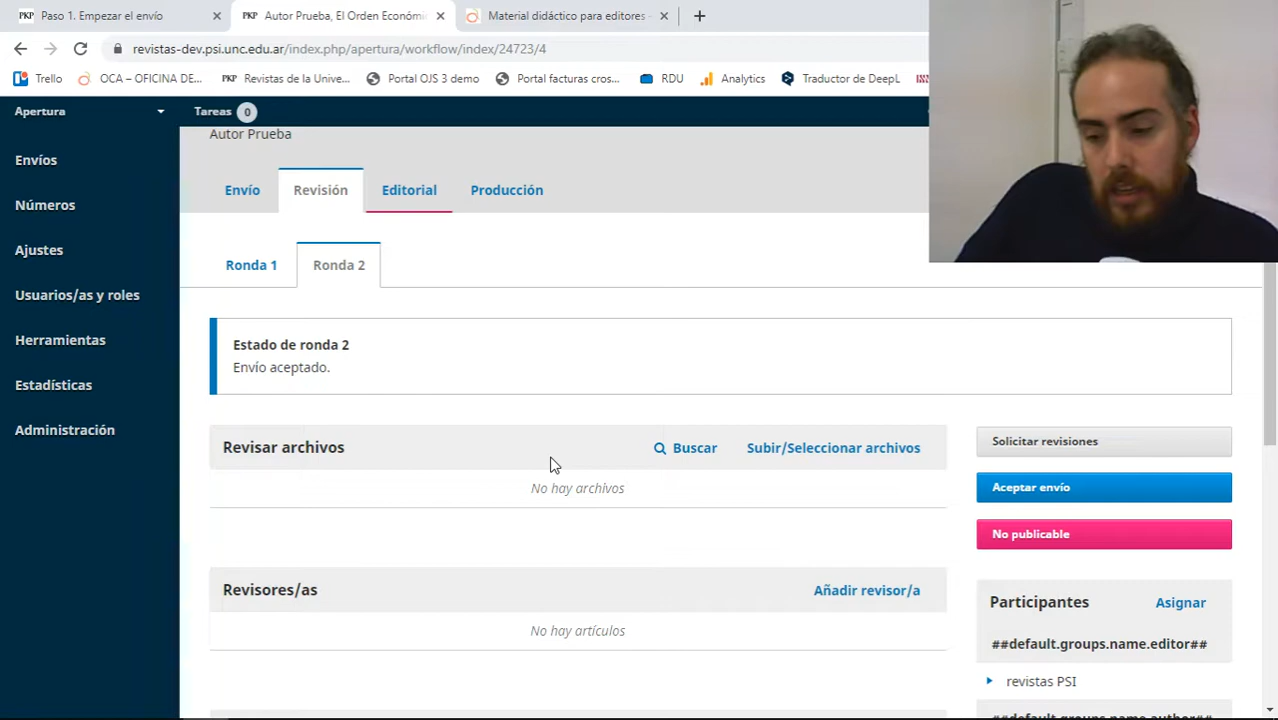 PKP Paso 1. Empezar el envío
PKP Autor Prueba, El Orden Económi
Material didáctico para editores -
revistas-dev.psi.unc.edu.ar/index.php/apertura/workflow/index/24723/4
Trello
OCA – OFICINA DE...
PKP Revistas de la Unive...
Portal OJS 3 demo
Portal facturas cros...
RDU
Analytics
Traductor de DeepL
Apertura
Tareas 0
Autor Prueba
Envíos
Números
Ajustes
Usuarios/as y roles
Herramientas
Estadísticas
Administración
Envío
Revisión
Editorial
Producción
Ronda 1
Ronda 2
Estado de ronda 2
Envío aceptado.
Revisar archivos
Buscar
Subir/Seleccionar archivos
No hay archivos
Revisores/as
Añadir revisor/a
No hay artículos
Solicitar revisiones
Aceptar envío
No publicable
Participantes
Asignar
##default.groups.name.editor##
revistas PSI
##default.groups.name.author##